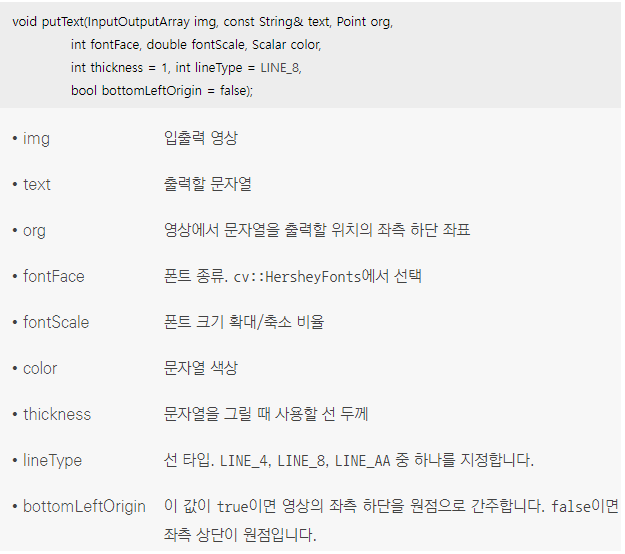 void putText(InputOutputArray img, const String& text, Point org,
int fontFace, double fontScale, Scalar color,
int thickness = 1, int lineType = LINE_8,
bool bottomLeftOrigin = false);
• img 입출력 영상
• text 출력할 문자열
• org 영상에서 문자열을 출력할 위치의 좌측 하단 좌표
• fontFace 폰트 종류. cv::HersheyFonts에서 선택
• fontScale 폰트 크기 확대/축소 비율
• color 문자열 색상
• thickness 문자열을 그릴 때 사용할 선 두께
• lineType 선 타입. LINE_4, LINE_8, LINE_AA 중 하나를 지정합니다.
• bottomLeftOrigin 이 값이 true이면 영상의 좌측 하단을 원점으로 간주합니다. false이면
좌측 상단이 원점입니다.